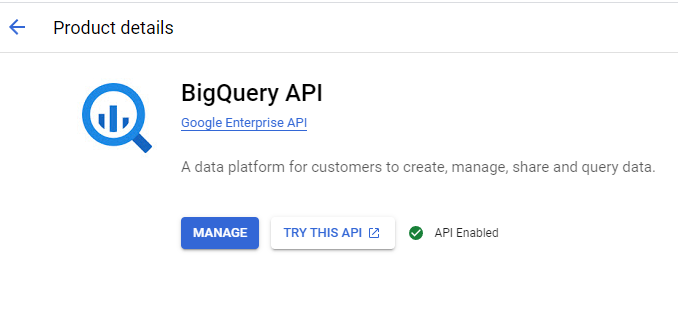 Product details
BigQuery API
Google Enterprise API
A data platform for customers to create, manage, share and query data.
MANAGE
TRY THIS API
API Enabled